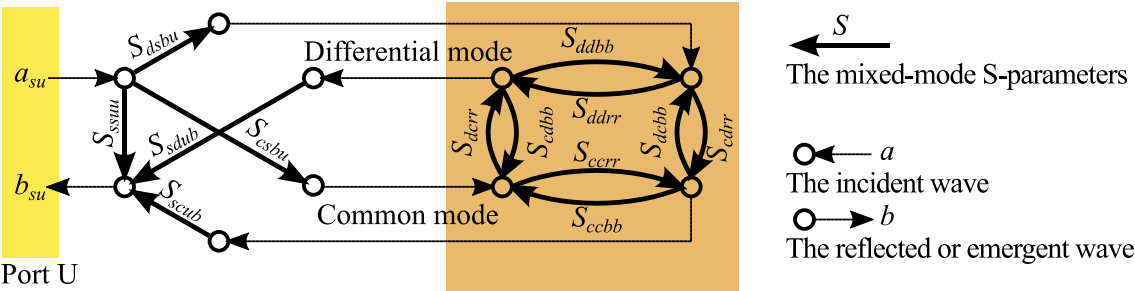 S_dsbu
Differential mode
S_ddbb
S
The mixed-mode S-parameters
a_su
S_ssuu
S_sdub
S_csbu
S_ddrr
S_dcrr
S_cdbb
S_dcbb
S_cdrr
a
The incident wave
b_su
S_scub
Common mode
S_ccrr
S_ccbb
b
The reflected or emergent wave
Port U